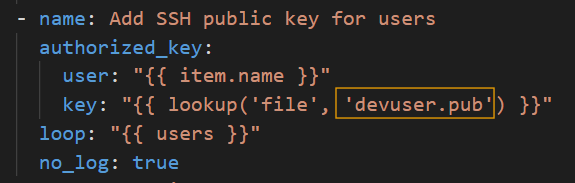 - name: Add SSH public key for users
authorized_key:
user: "{{ item.name }}"
key: "{{ lookup('file', 'devuser.pub') }}"
loop: "{{ users }}"
no_log: true